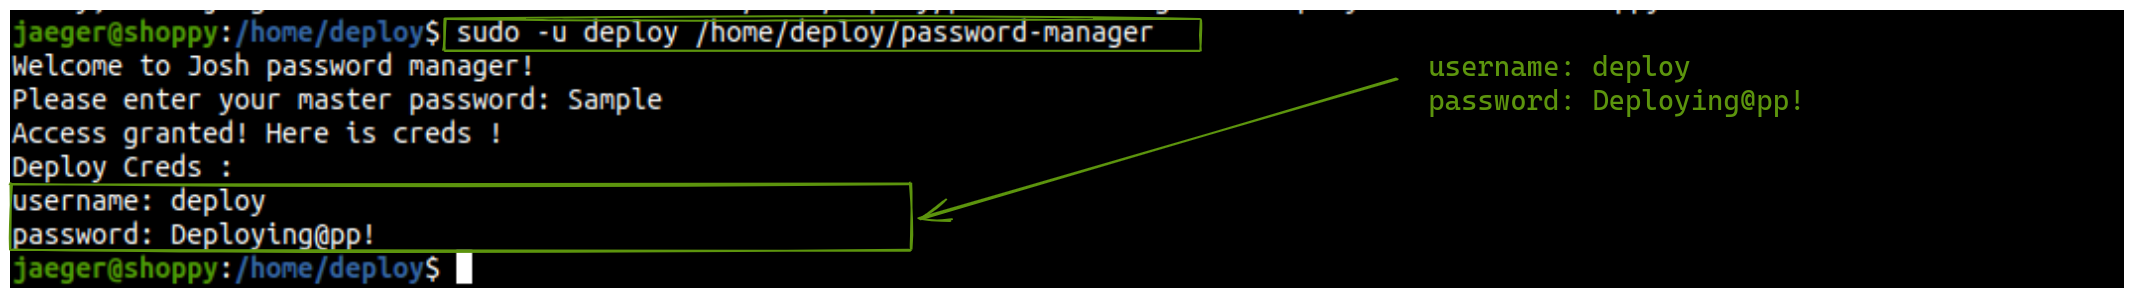 jaeger@shoppy:/home/deploy$ sudo -u deploy /home/deploy/password-manager
Welcome to Josh password manager!
Please enter your master password: Sample
Access granted! Here is creds !
Deploy Creds :
username: deploy
password: Deploying@pp!
jaeger@shoppy:/home/deploy$
username: deploy
password: Deploying@pp!